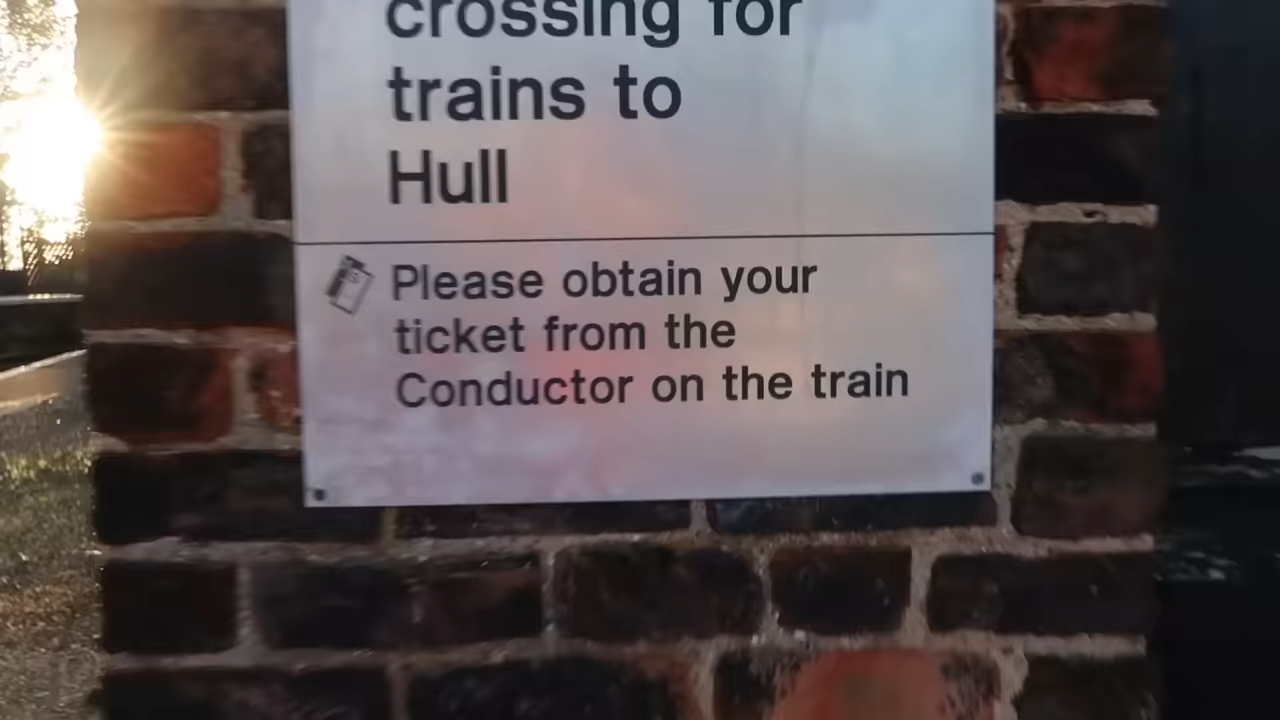 crossing for
trains to
Hull
Please obtain your
ticket from the
Conductor on the train